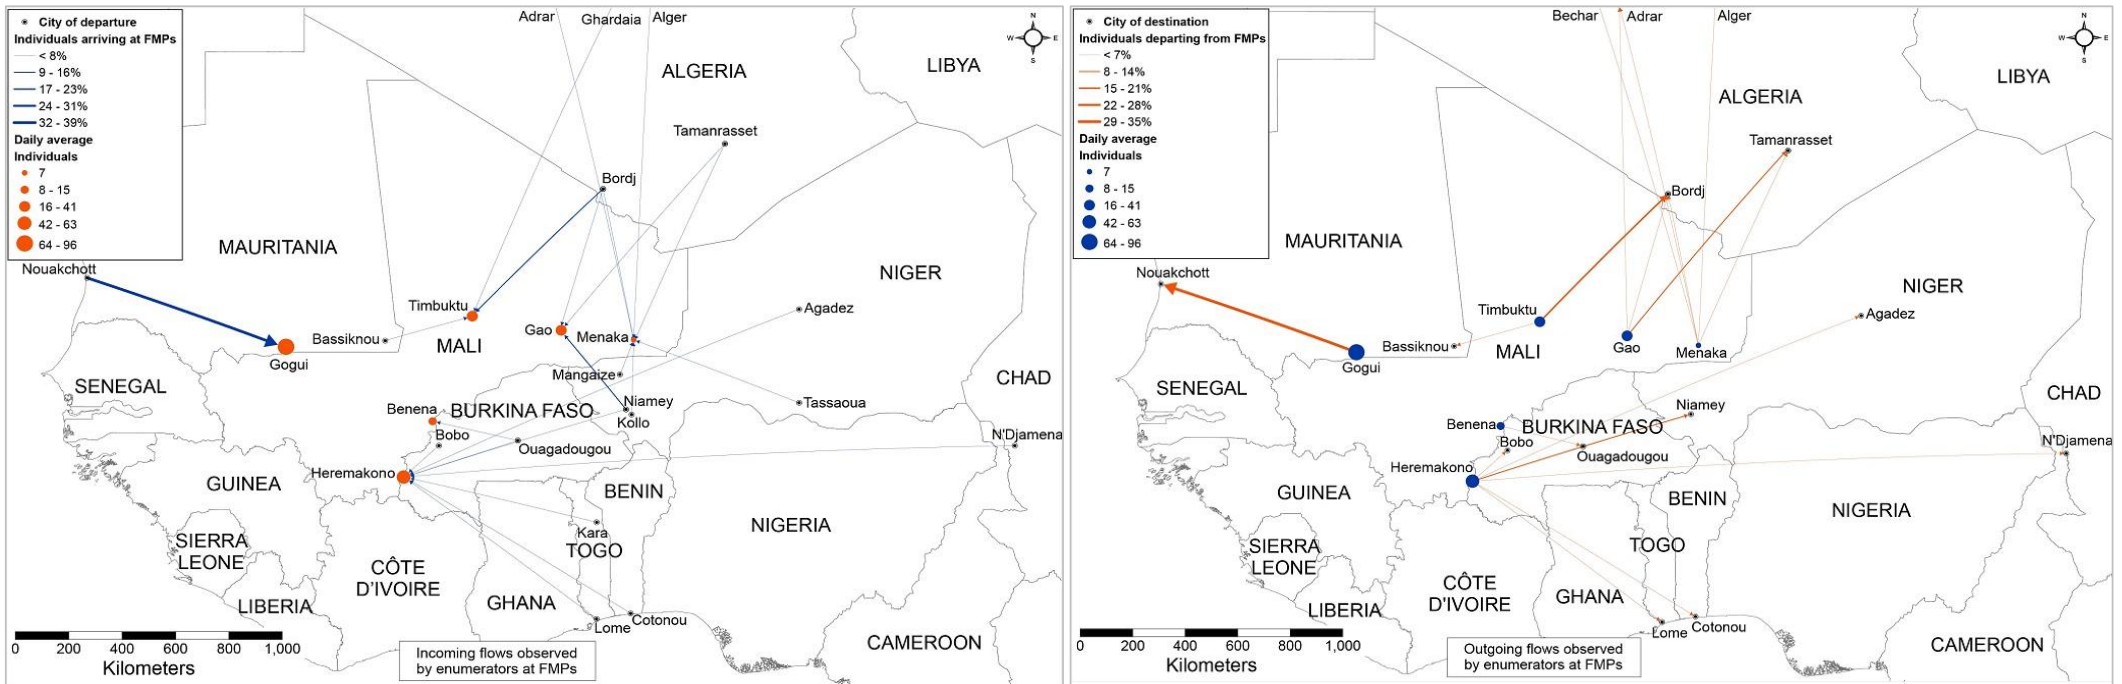 City of departure
Individuals arriving at FMPs
< 8%
9 - 16%
17 - 23%
24 - 31%
32 - 39%
Daily average
Individuals
7
8 - 15
16 - 41
42 - 63
64 - 96
Adrar
Ghardaia
Alger
N
W
E
S
ALGERIA
LIBYA
Tamanrasset
Bordj
MAURITANIA
Nouakchott
NIGER
Timbuktu
Agadez
Bassiknou
Gao
Menaka
MALI
Gogui
Mangaize
CHAD
SENEGAL
Benena
BURKINA FASO
Niamey
Tassaoua
Kollo
Bobo
Ouagadougou
N'Djamena
Heremakono
GUINEA
BENIN
NIGERIA
Kara
SIERRA
LEONE
TOGO
CÔTE
D'IVOIRE
LIBERIA
GHANA
Lome
Cotonou
CAMEROON
0
200
400
600
800
1,000
Kilometers
Incoming flows observed
by enumerators at FMPs
City of destination
Individuals departing from FMPs
< 7%
8 - 14%
15 - 21%
22 - 28%
29 - 35%
Daily average
Individuals
7
8 - 15
16 - 41
42 - 63
64 - 96
Bechar
Adrar
Alger
N
W
E
S
LIBYA
ALGERIA
Tamanrasset
Bordj
MAURITANIA
Nouakchott
NIGER
Timbuktu
Agadez
Bassiknou
MALI
Gao
Menaka
Gogui
SENEGAL
CHAD
Niamey
Benena
BURKINA FASO
Bobo
Ouagadougou
N'Djamena
Heremakono
GUINEA
BENIN
NIGERIA
SIERRA
LEONE
TOGO
CÔTE
D'IVOIRE
GHANA
LIBERIA
Lome
Cotonou
CAMEROON
0
200
400
600
800
1,000
Kilometers
Outgoing flows observed
by enumerators at FMPs